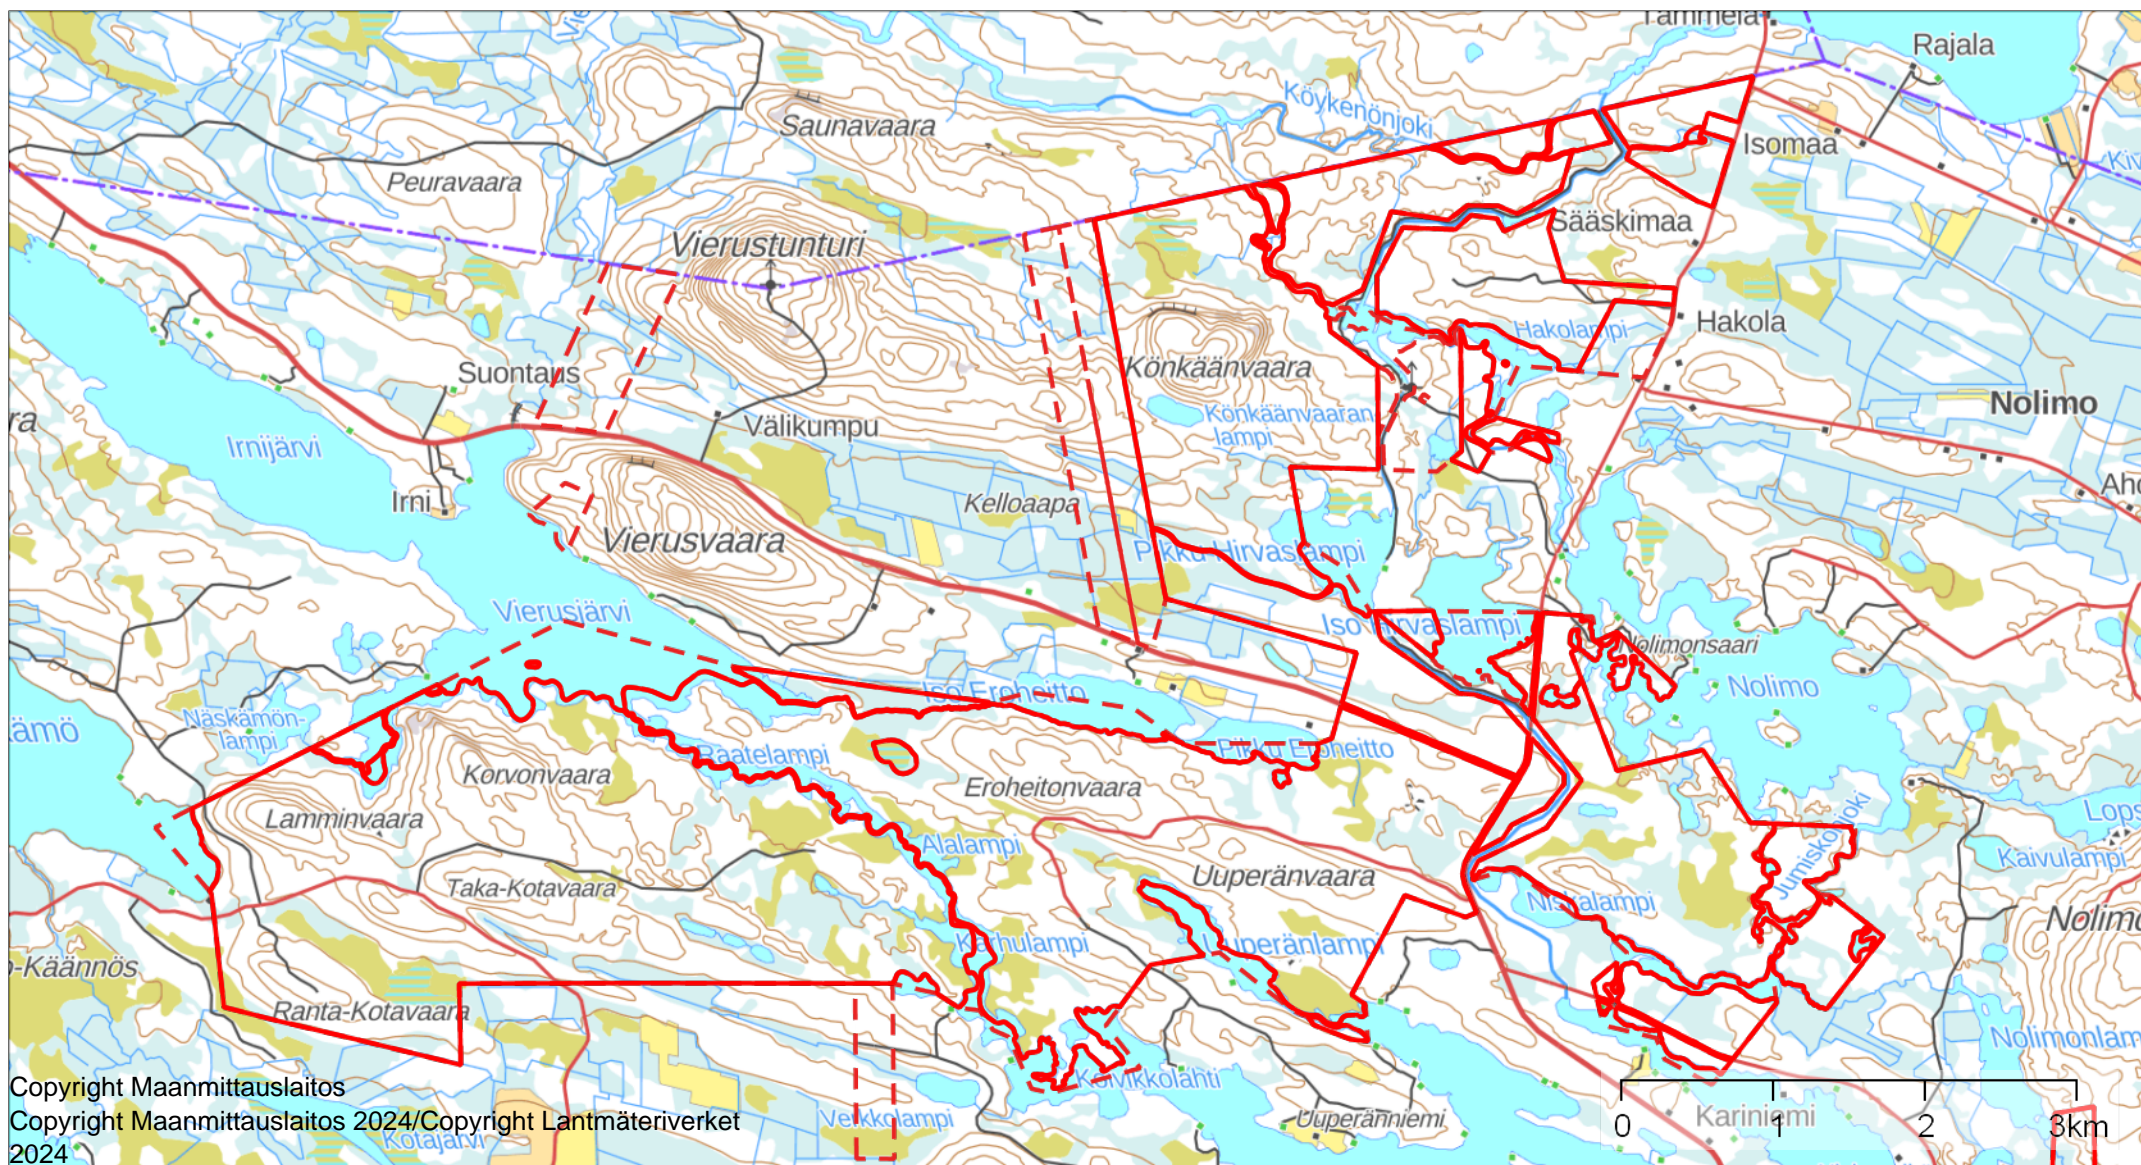 Tammela
Rajala
Köykenönjoki
Saunavaara
Isomaa
Peuravaara
Sääskimaa
Vierustunturi
Hakola
Hakolampi
Könkäänvaara
Suontaus
Nolimo
Könkäänvaaran
lampi
Välikumpu
Irnijärvi
Irni
Kelloaapa
Vierusvaara
Pikku Hirvaslampi
Vierusjärvi
Iso Hirvaslampi
Nolimonsaari
Nolimo
Iso Eroheitto
Näskämön-
lampi
Raatelampi
Pikku Eroheitto
Korvonvaara
Eroheitonvaara
Lamminvaara
Jumiskonjoki
Alalampi
Kaivulampi
Uuperänvaara
Taka-Kotavaara
Niskalampi
Karhulampi
Uuperänlampi
Ranta-Kotavaara
Koivikkolahti
Verkkolampi
Uuperänniemi
Kariniemi
Kotajärvi
Copyright Maanmittauslaitos
Copyright Maanmittauslaitos 2024/Copyright Lantmäteriverket
2024
0 1 2 3km